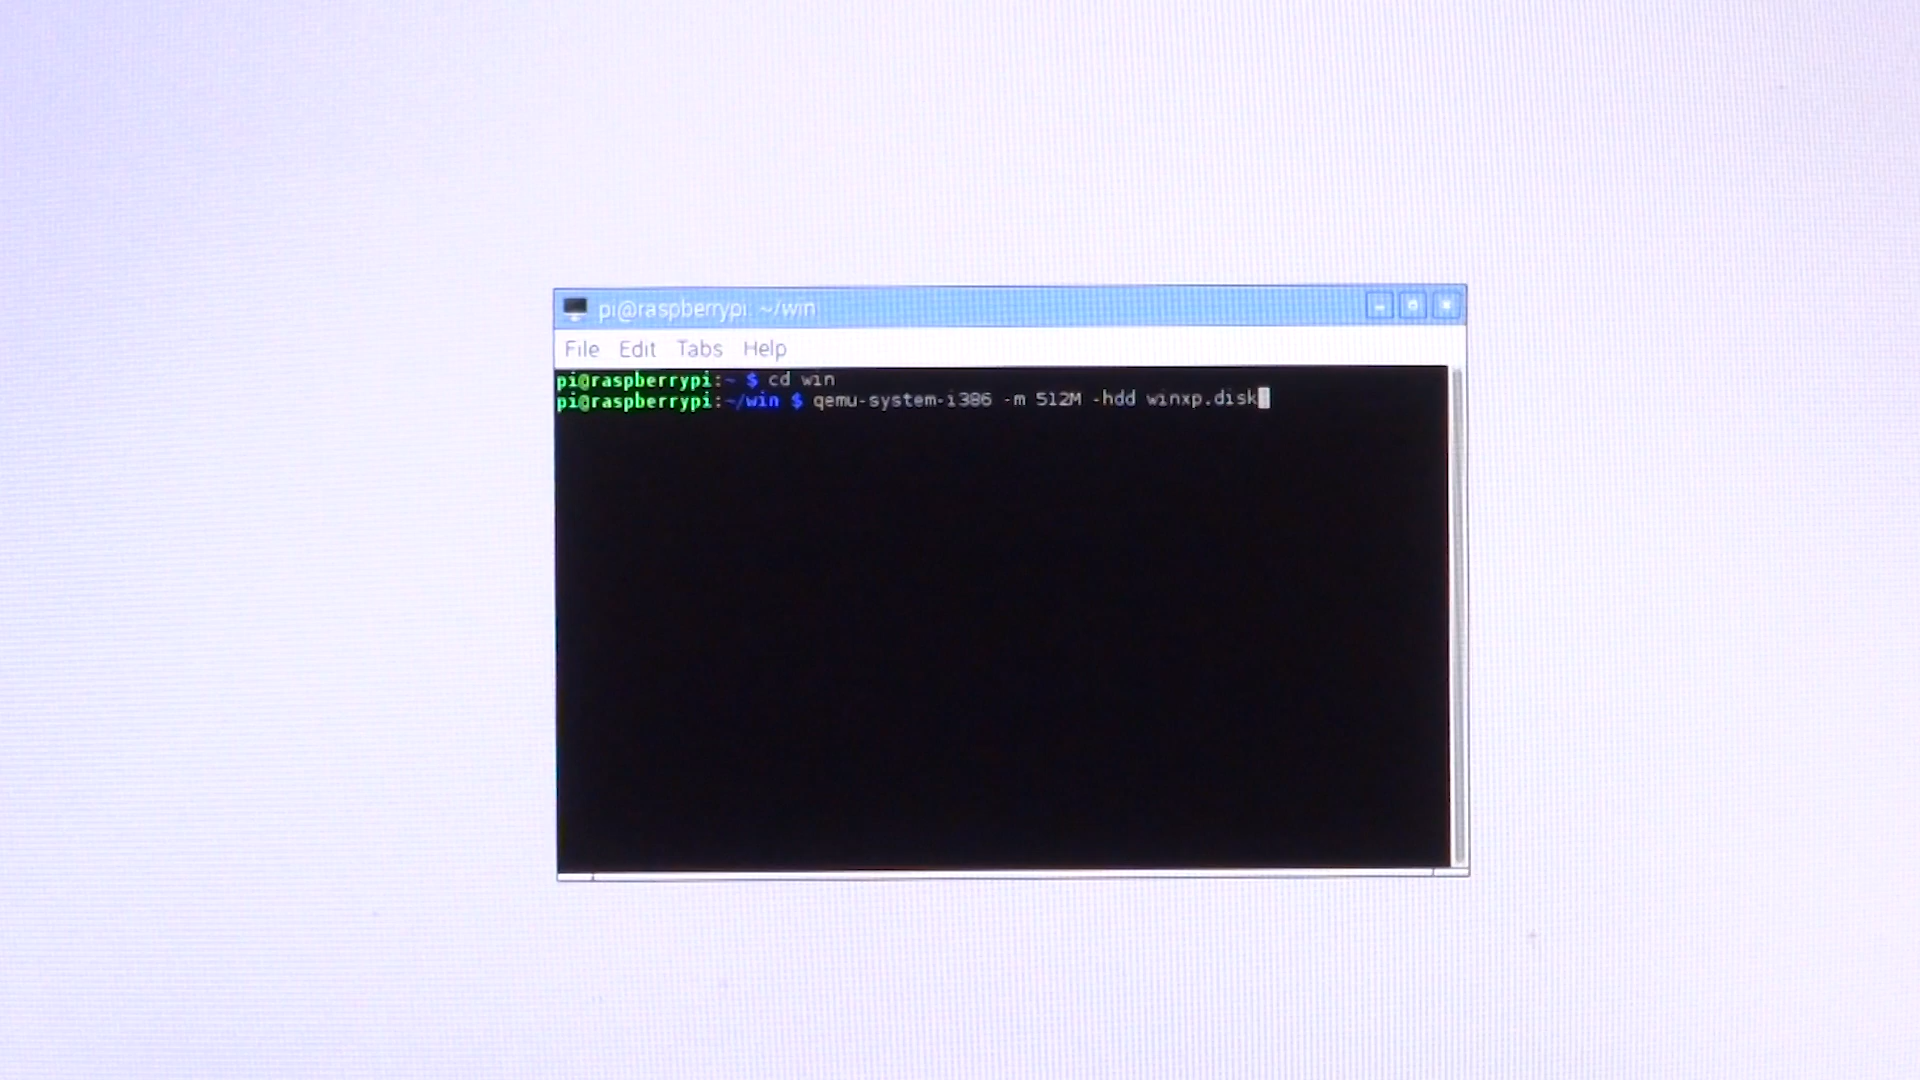 pi@raspberrypi: ~/win
File Edit Tabs Help
pi@raspberrypi:~ $ cd win
pi@raspberrypi:~/win $ qemu-system-i386 -m 512M -hdd winxp.disk